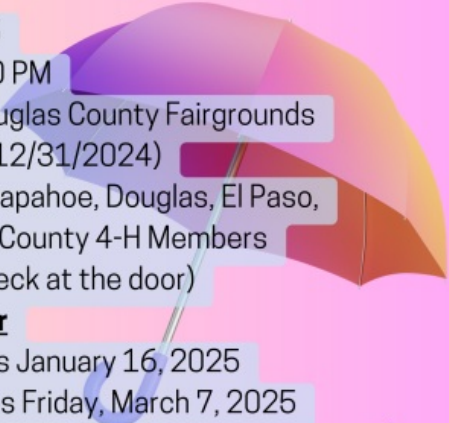 0 PM
uglas County Fairgrounds
12/31/2024)
apahoe, Douglas, El Paso,
County 4-H Members
eck at the door)
r
s January 16, 2025
s Friday, March 7, 2025